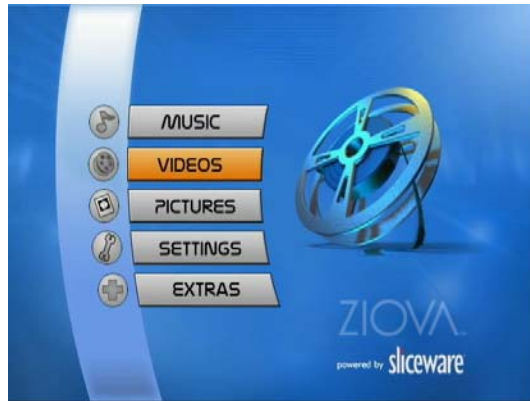 MUSIC
VIDEOS
PICTURES
SETTINGS
EXTRAS
ZIOVA
powered by sliceware